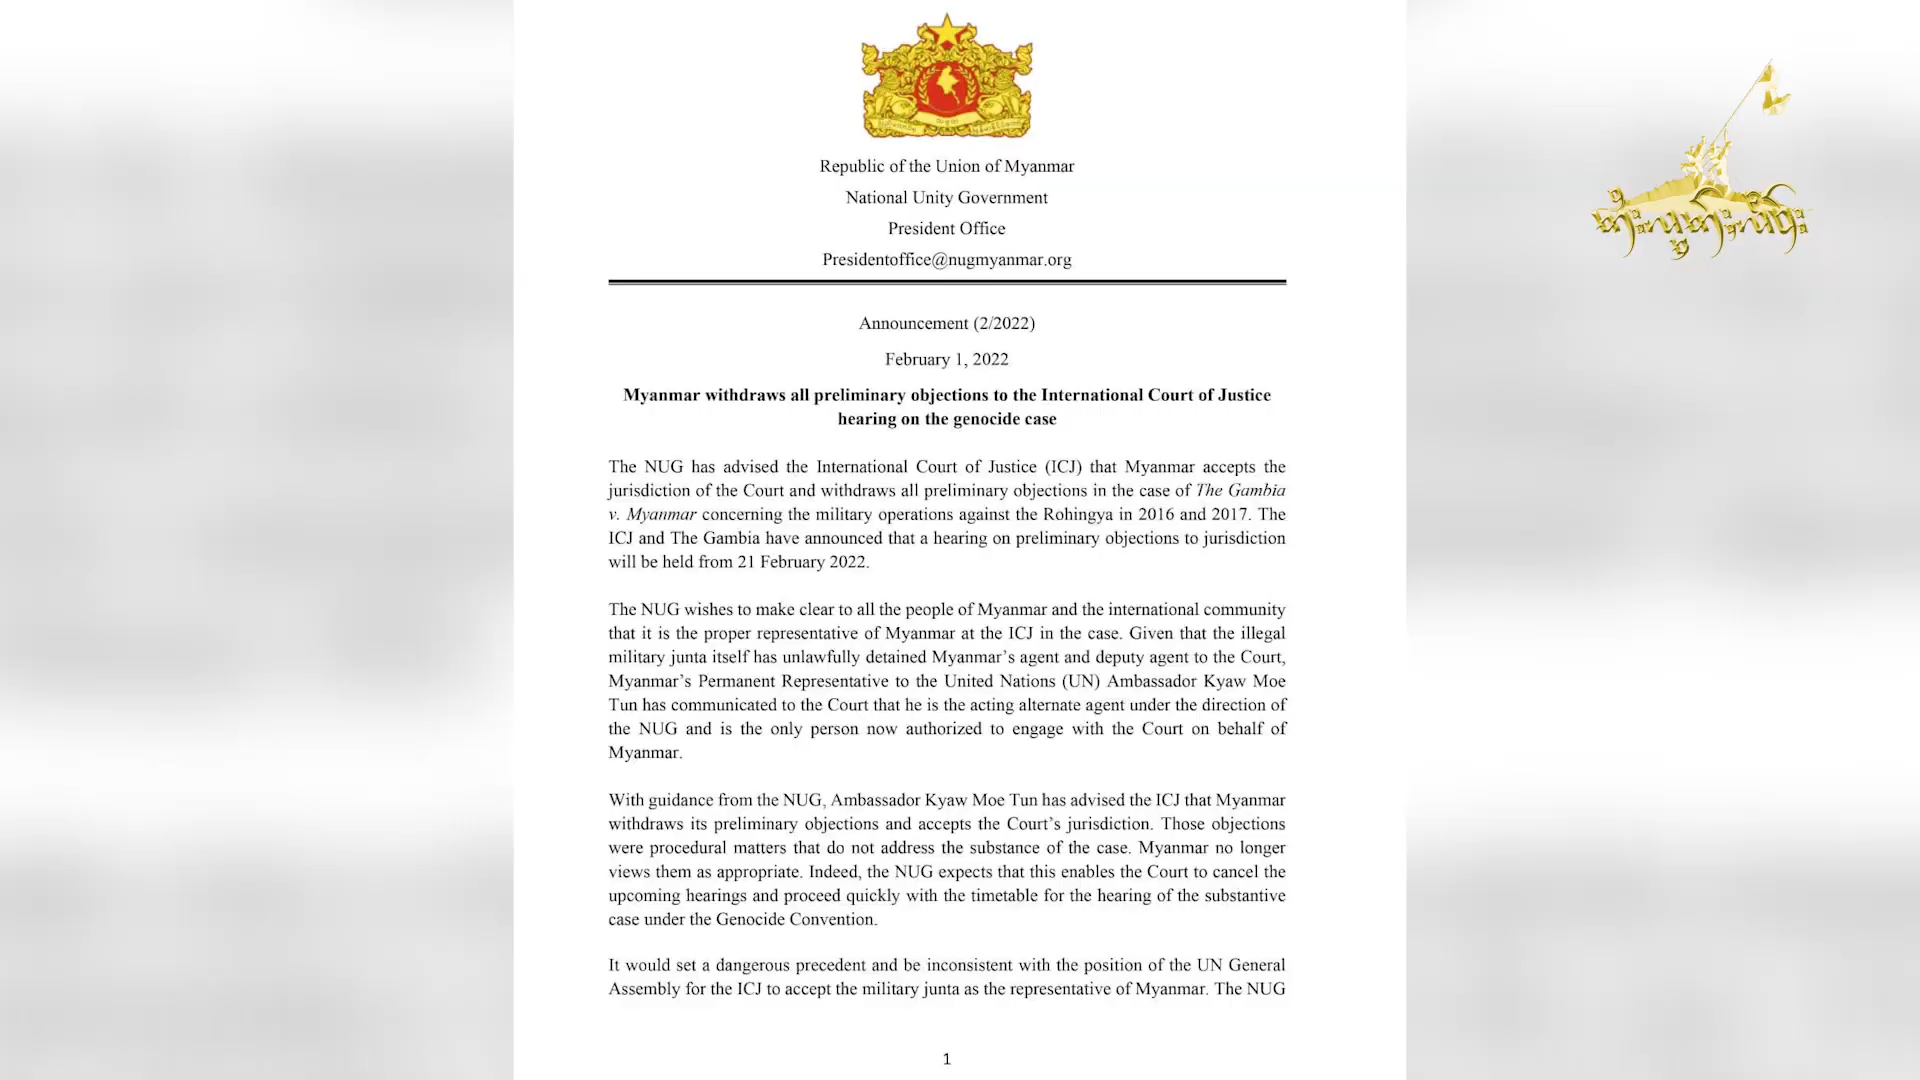 Republic of the Union of Myanmar
National Unity Government
President Office
Presidentoffice@nugmyanmar.org
Announcement (2/2022)
February 1, 2022
Myanmar withdraws all preliminary objections to the International Court of Justice
hearing on the genocide case
The NUG has advised the International Court of Justice (ICJ) that Myanmar accepts the
jurisdiction of the Court and withdraws all preliminary objections in the case of The Gambia
v. Myanmar concerning the military operations against the Rohingya in 2016 and 2017. The
ICJ and The Gambia have announced that a hearing on preliminary objections to jurisdiction
will be held from 21 February 2022.
The NUG wishes to make clear to all the people of Myanmar and the international community
that it is the proper representative of Myanmar at the ICJ in the case. Given that the illegal
military junta itself has unlawfully detained Myanmar’s agent and deputy agent to the Court,
Myanmar’s Permanent Representative to the United Nations (UN) Ambassador Kyaw Moe
Tun has communicated to the Court that he is the acting alternate agent under the direction of
the NUG and is the only person now authorized to engage with the Court on behalf of
Myanmar.
With guidance from the NUG, Ambassador Kyaw Moe Tun has advised the ICJ that Myanmar
withdraws its preliminary objections and accepts the Court’s jurisdiction. Those objections
were procedural matters that do not address the substance of the case. Myanmar no longer
views them as appropriate. Indeed, the NUG expects that this enables the Court to cancel the
upcoming hearings and proceed quickly with the timetable for the hearing of the substantive
case under the Genocide Convention.
It would set a dangerous precedent and be inconsistent with the position of the UN General
Assembly for the ICJ to accept the military junta as the representative of Myanmar. The NUG
1